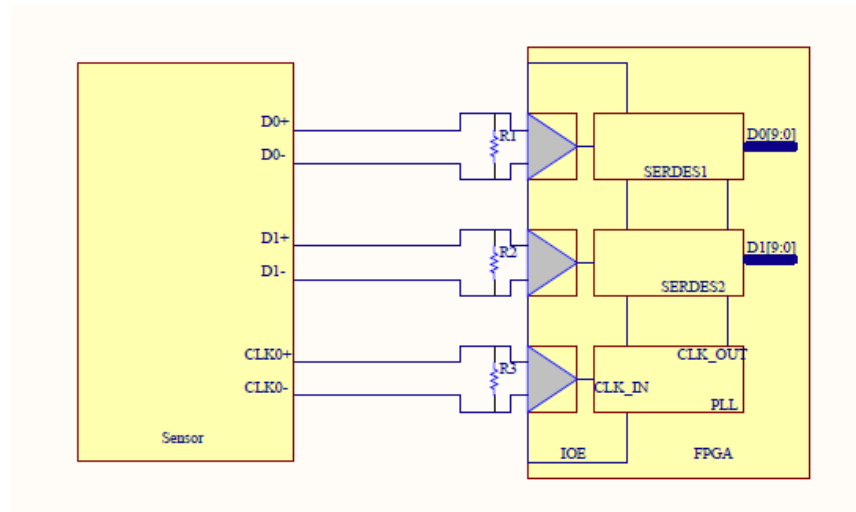 D0+
R1
D0[9:0]
D0-
SERDES1
D1+
D1[9:0]
R2
D1-
SERDES2
CLK0+
CLK_OUT
R3
CLK0-
CLK_IN
PLL
Sensor
IOE
FPGA